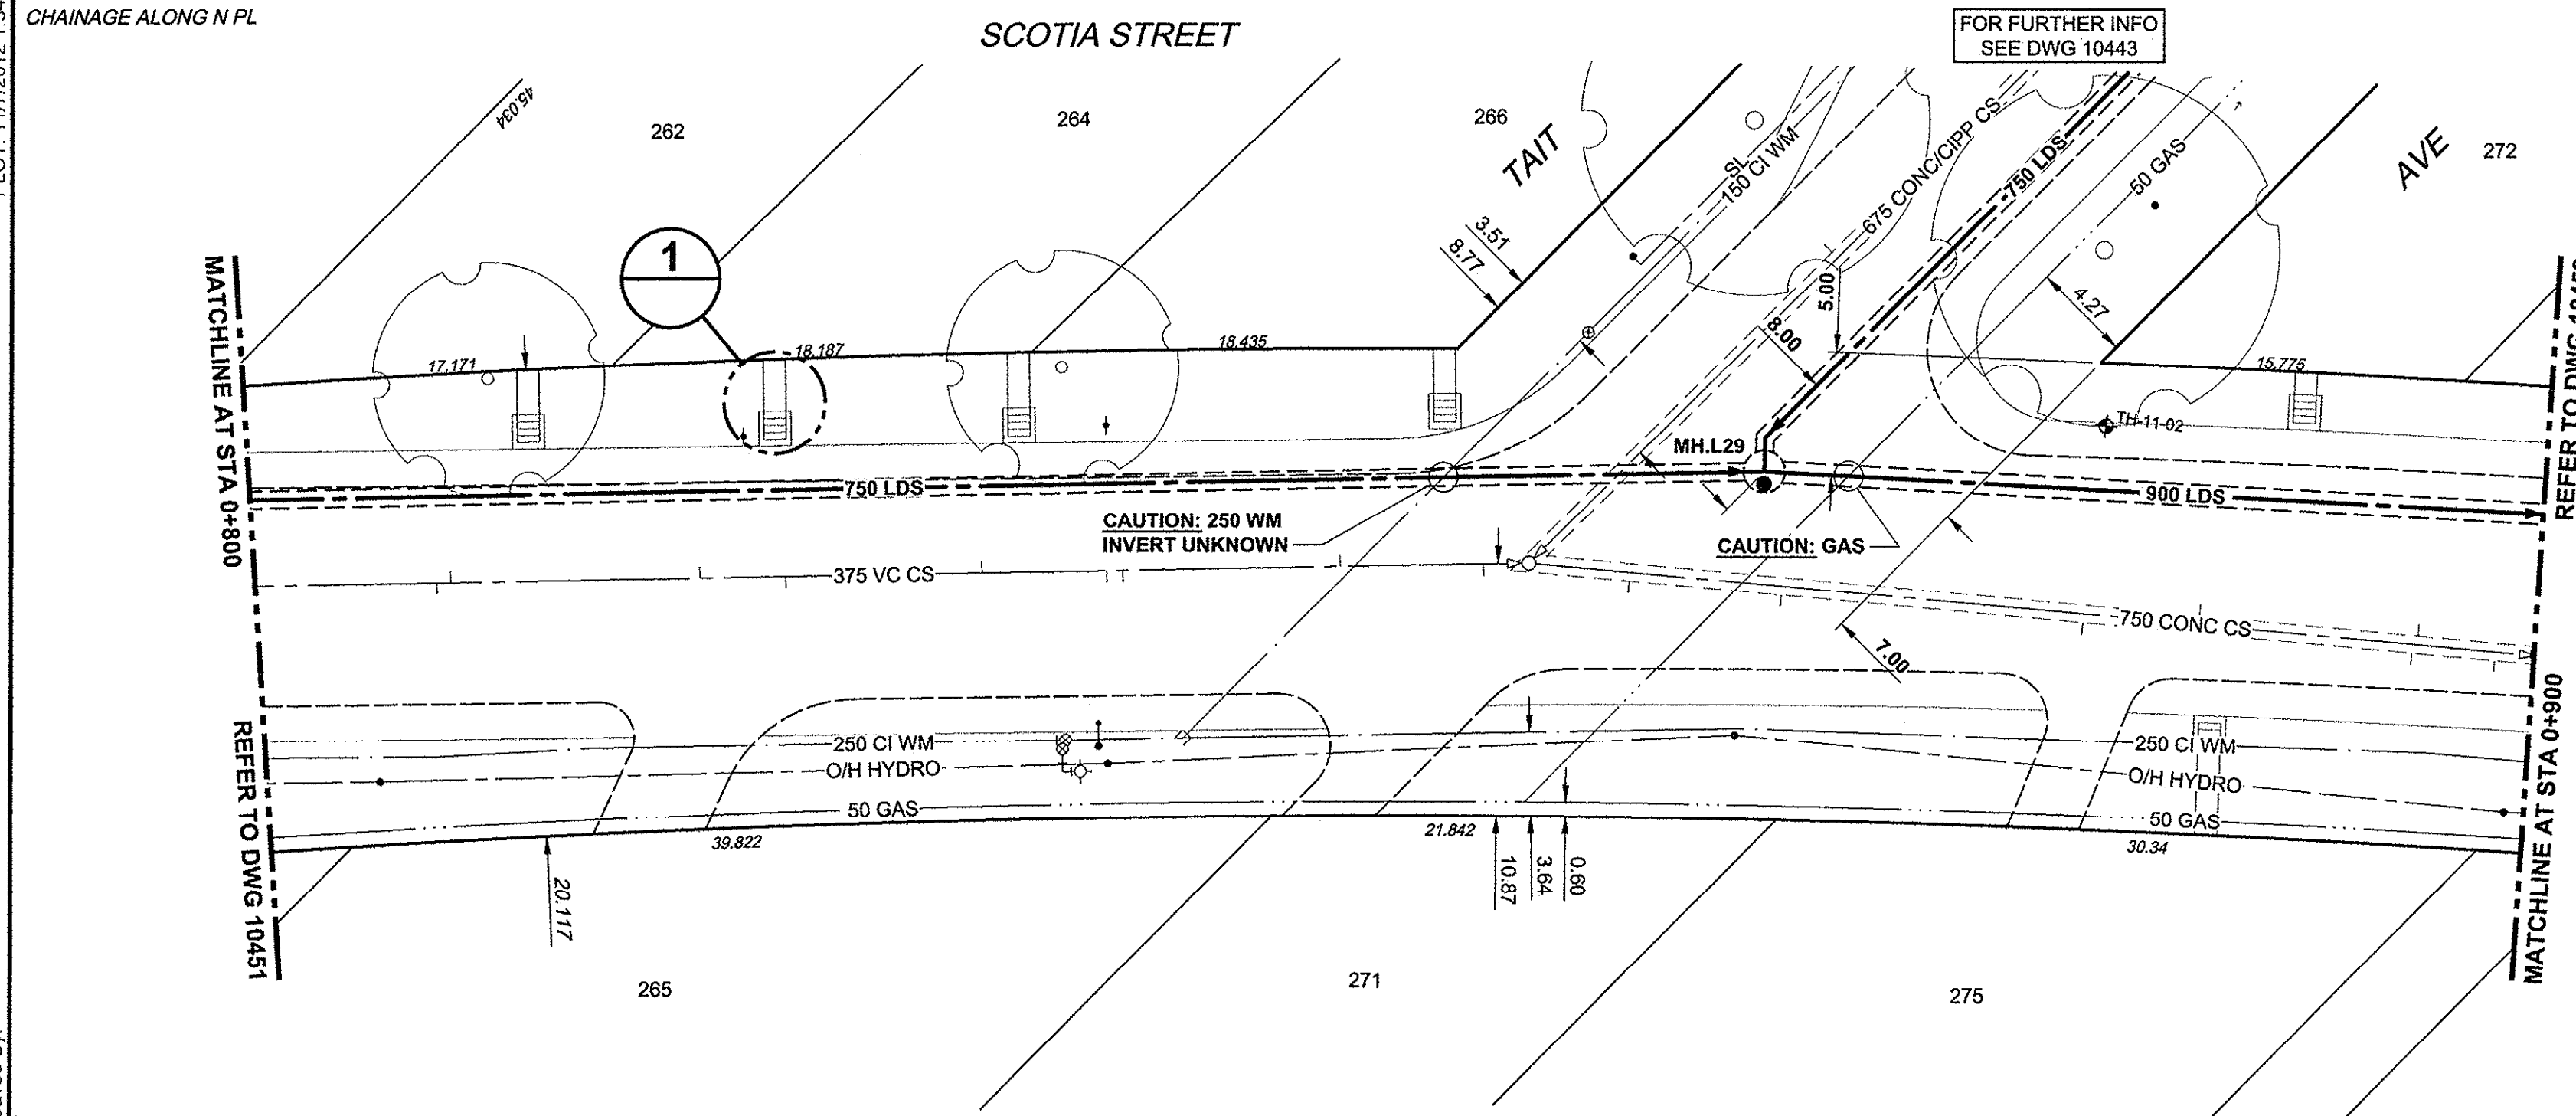 CHAINAGE ALONG N PL
SCOTIA STREET
FOR FURTHER INFO
SEE DWG 10443
45.034
262
264
266
TAIT
AVE
272
SL
150 CI WM
675 CONC/CIPP CS
750 LDS
50 GAS
3.51
8.77
5.00
8.00
4.27
1
MATCHLINE AT STA 0+800
17.171
18.187
18.435
15.775
TH-11-02
MH.L29
750 LDS
900 LDS
CAUTION: 250 WM
INVERT UNKNOWN
CAUTION: GAS
375 VC CS
750 CONC CS
7.00
REFER TO DWG 10451
250 CI WM
O/H HYDRO
50 GAS
250 CI WM
O/H HYDRO
50 GAS
39.822
21.842
30.34
20.117
10.87
3.64
0.60
265
271
275
REFER TO DWG
MATCHLINE AT STA 0+900